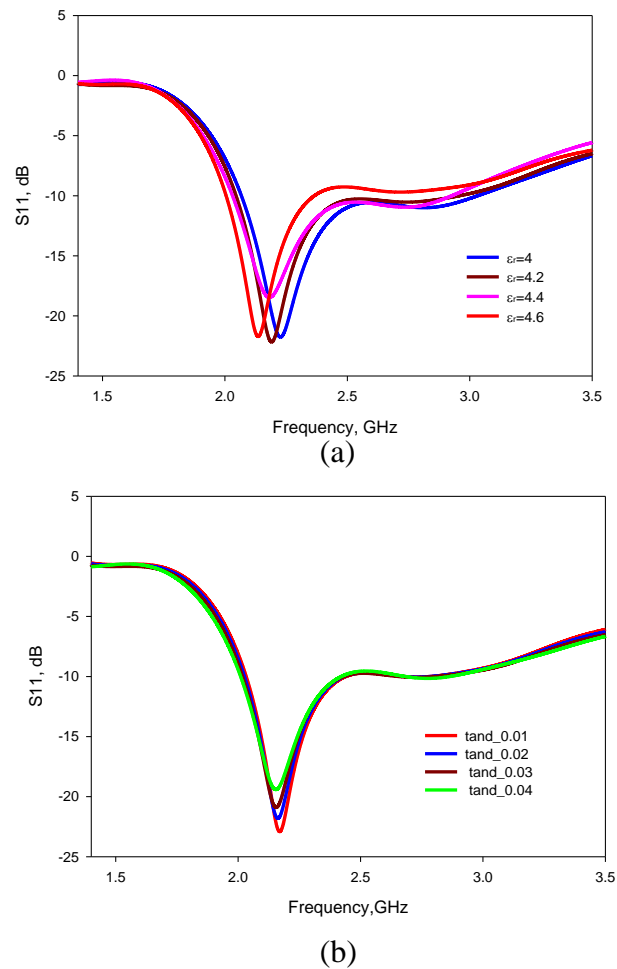 5
0
-5
-10
-15
-20
-25
S11, dB
εr=4
εr=4.2
εr=4.4
εr=4.6
1.5 2.0 2.5 3.0 3.5
Frequency, GHz
(a)
5
0
-5
-10
-15
-20
-25
S11, dB
tand_0.01
tand_0.02
tand_0.03
tand_0.04
1.5 2.0 2.5 3.0 3.5
Frequency,GHz
(b)